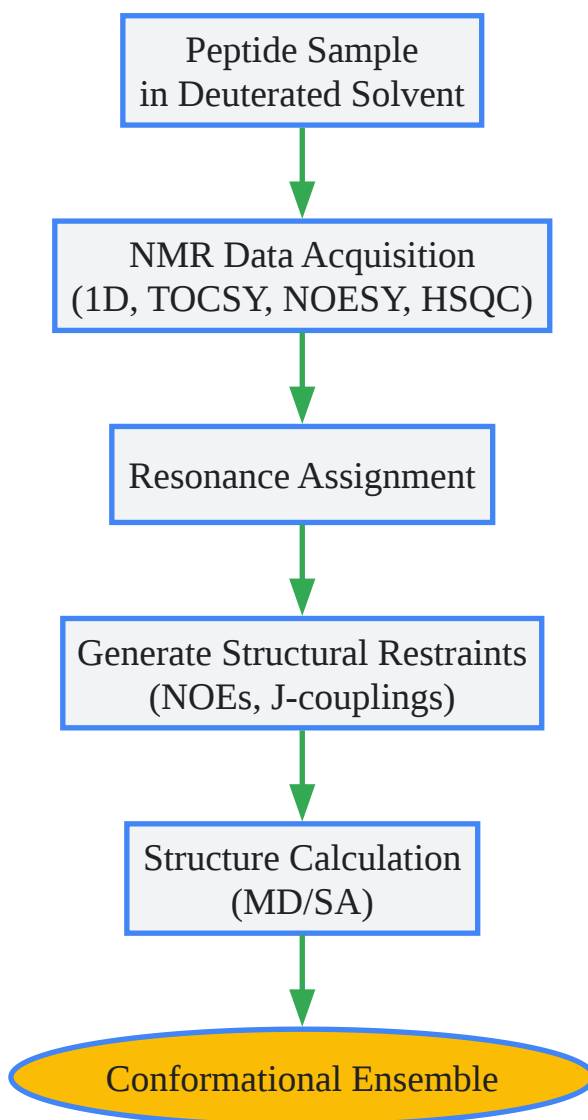 Peptide Sample
in Deuterated Solvent
NMR Data Acquisition
(1D, TOCSY, NOESY, HSQC)
Resonance Assignment
Generate Structural Restraints
(NOEs, J-couplings)
Structure Calculation
(MD/SA)
Conformational Ensemble